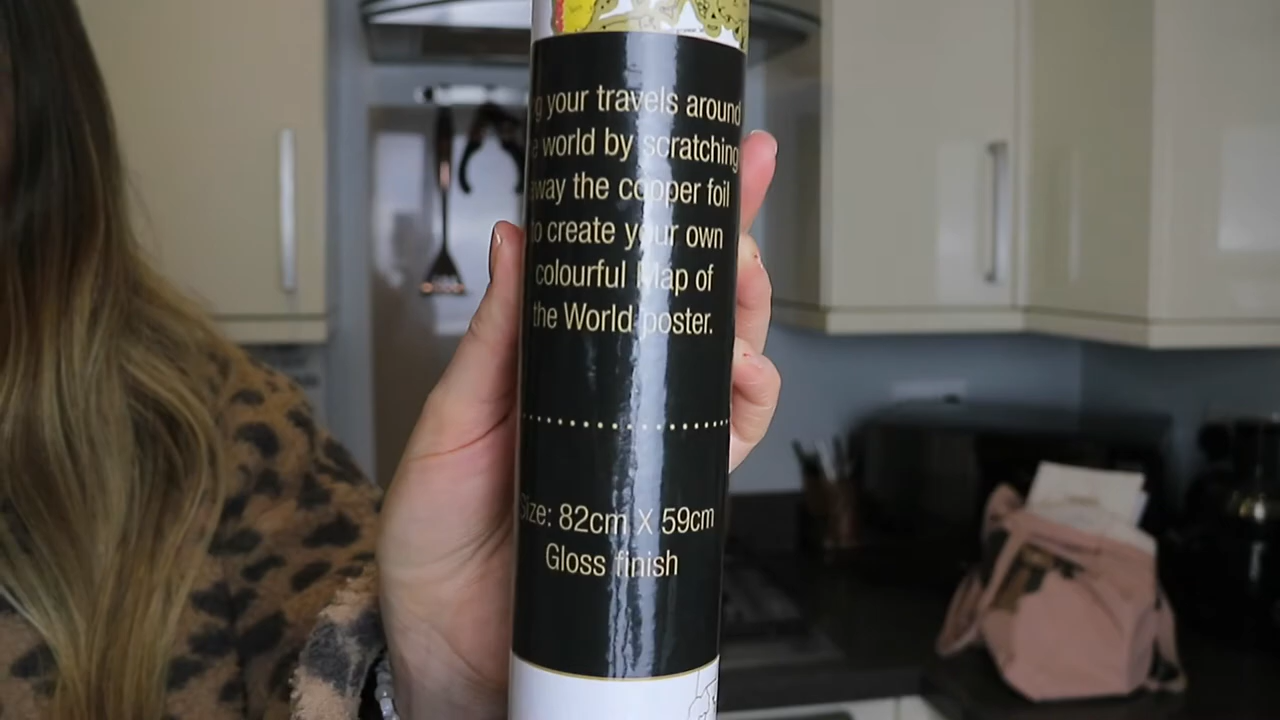 your travels around
world by scratching
away the copper foil
to create your own
colourful Map of
the World poster.
Size: 82cm X 59cm
Gloss finish